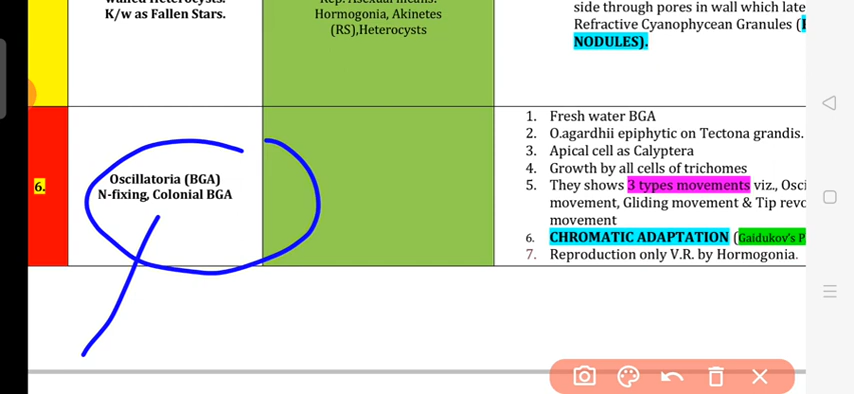 K/w as Fallen Stars.
Hormogonia, Akinetes
(RS),Heterocysts
side through pores in wall which late
Refractive Cyanophycean Granules (
NODULES).
6.
Oscillatoria (BGA)
N-fixing, Colonial BGA
1. Fresh water BGA
2. O.agardhii epiphytic on Tectona grandis.
3. Apical cell as Calyptera
4. Growth by all cells of trichomes
5. They shows 3 types movements viz., Osci
movement, Gliding movement & Tip revo
movement
6. CHROMATIC ADAPTATION (Gaidukov's P
7. Reproduction only V.R. by Hormogonia.